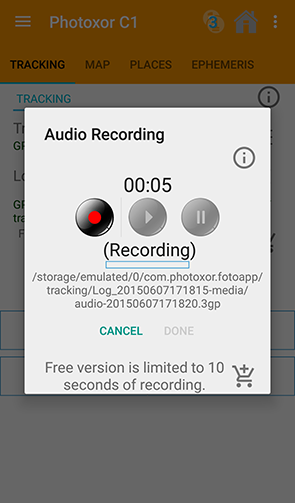 Photoxor C1
3
TRACKING MAP PLACES EPHEMERIS
TRACKING
Audio Recording
00:05
(Recording)
/storage/emulated/0/com.photoxor.fotoapp/
tracking/Log_20150607171815-media/
audio-20150607171820.3gp
CANCEL DONE
Free version is limited to 10
seconds of recording.